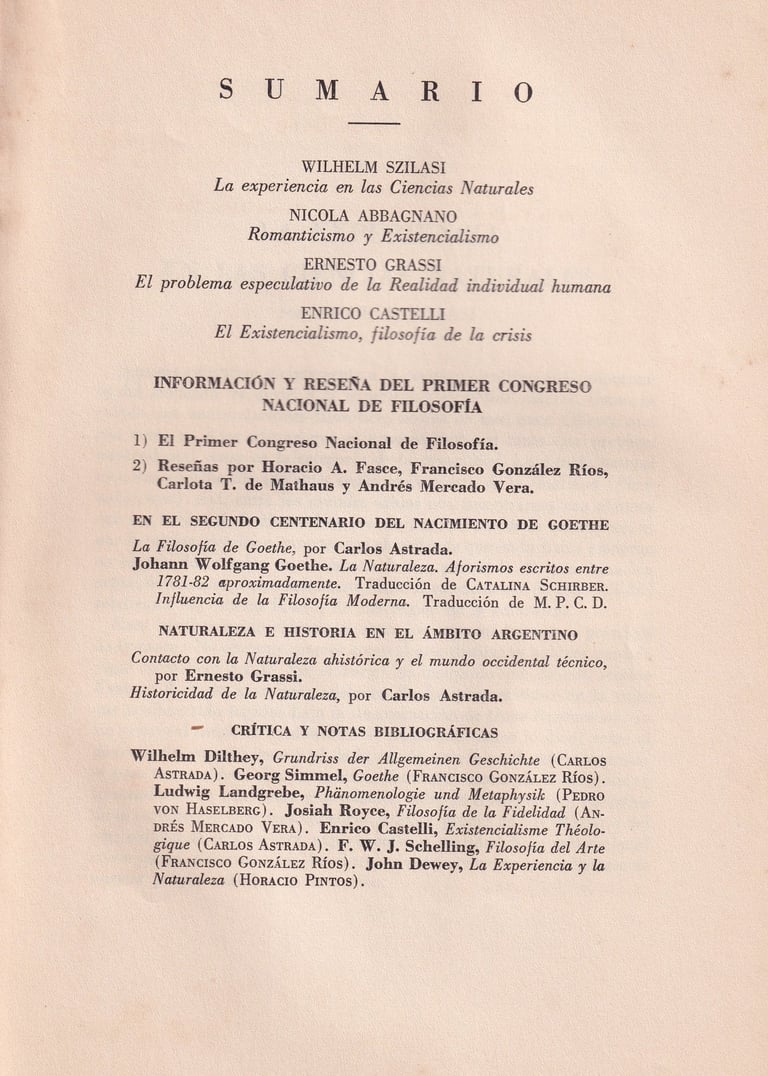 SUMARIO
WILHELM SZILASI
La experiencia en las Ciencias Naturales
NICOLA ABBAGNANO
Romanticismo y Existencialismo
ERNESTO GRASSI
El problema especulativo de la Realidad individual humana
ENRICO CASTELLI
El Existencialismo, filosofía de la crisis
INFORMACIÓN Y RESEÑA DEL PRIMER CONGRESO
NACIONAL DE FILOSOFÍA
1) El Primer Congreso Nacional de Filosofía.
2) Reseñas por Horacio A. Fasce, Francisco González Ríos,
Carlota T. de Mathaus y Andrés Mercado Vera.
EN EL SEGUNDO CENTENARIO DEL NACIMIENTO DE GOETHE
La Filosofía de Goethe, por Carlos Astrada.
Johann Wolfgang Goethe. La Naturaleza. Aforismos escritos entre
1781-82 aproximadamente. Traducción de CATALINA SCHIRBER.
Influencia de la Filosofía Moderna. Traducción de M. P. C. D.
NATURALEZA E HISTORIA EN EL ÁMBITO ARGENTINO
Contacto con la Naturaleza ahistórica y el mundo occidental técnico,
por Ernesto Grassi.
Historicidad de la Naturaleza, por Carlos Astrada.
CRÍTICA Y NOTAS BIBLIOGRÁFICAS
Wilhelm Dilthey, Grundriss der Allgemeinen Geschichte (CARLOS
ASTRADA). Georg Simmel, Goethe (FRANCISCO GONZÁLEZ RÍOS).
Ludwig Landgrebe, Phänomenologie und Metaphysik (PEDRO
VON HASELBERG). Josiah Royce, Filosofía de la Fidelidad (AN-
DRÉS MERCADO VERA). Enrico Castelli, Existencialisme Théolo-
gique (CARLOS ASTRADA). F. W. J. Schelling, Filosofía del Arte
(FRANCISCO GONZÁLEZ RÍOS). John Dewey, La Experiencia y la
Naturaleza (HORACIO PINTOS).